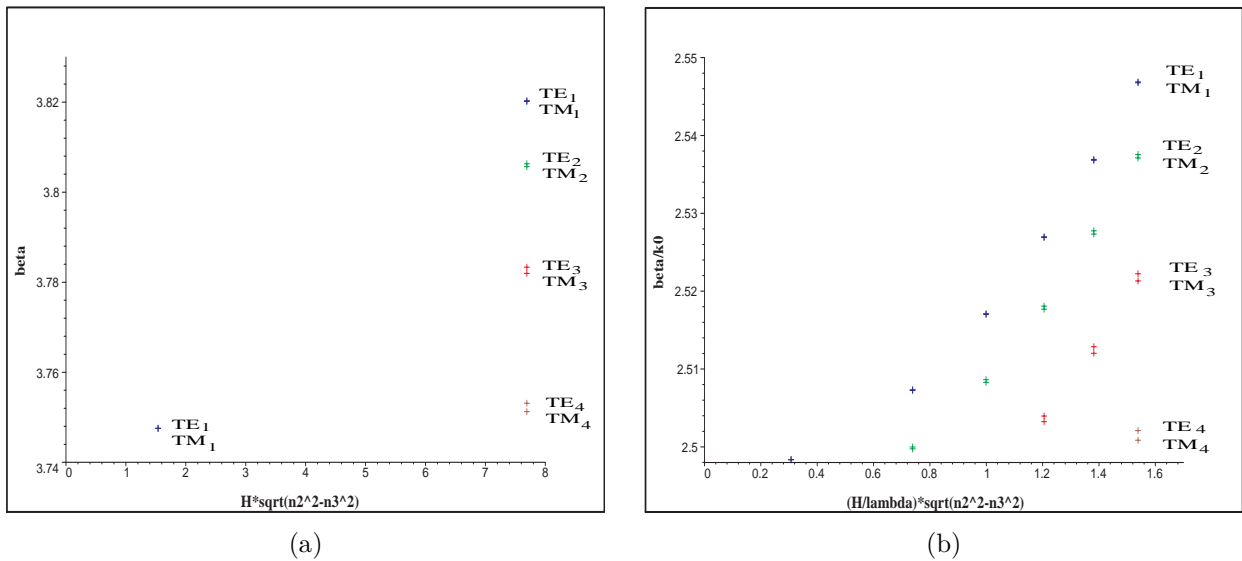 3.82
3.8
3.78
3.76
3.74
beta
0
1
2
3
4
5
6
7
8
H*sqrt(n2^2-n3^2)
TE1
TM1
TE2
TM2
TE3
TM3
TE4
TM4
TE1
TM1
(a)
2.55
2.54
2.53
2.52
2.51
2.5
beta/k0
0
0.2
0.4
0.6
0.8
1
1.2
1.4
1.6
(H/lambda)*sqrt(n2^2-n3^2)
TE1
TM1
TE2
TM2
TE3
TM3
TE4
TM4
(b)